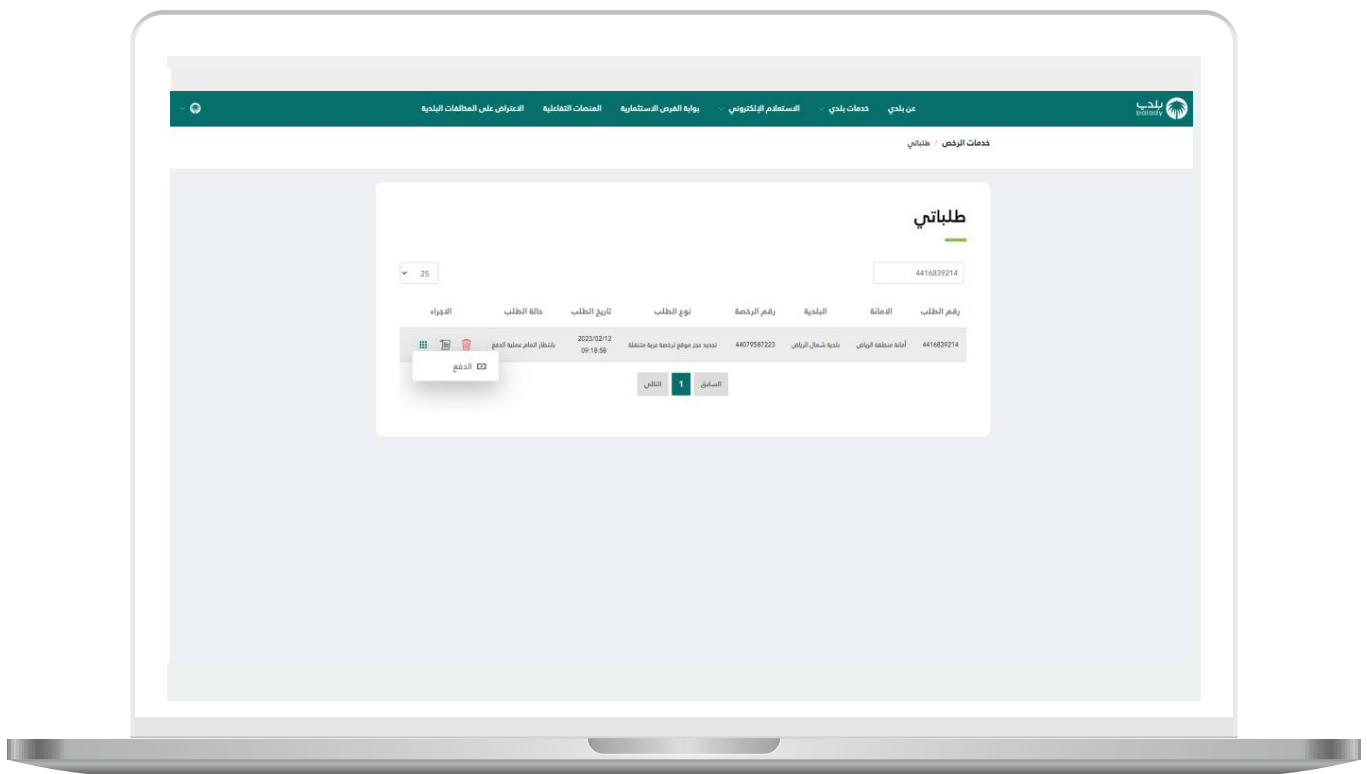 بلدي
balady
عن بلدي خدمات بلدي الاستعلام الإلكتروني بوابة الفرص الاستثمارية المنصات التفاعلية الاعتراض على المخالفات البلدية
خدمات الرخص / طلباتي
طلباتي
4416839214 25
رقم الطلب الامانة البلدية رقم الرخصة نوع الطلب تاريخ الطلب حالة الطلب الاجراء
4416839214 أمانة منطقة الرياض بلدية شمال الرياض 44079587223 تجديد حجز موقع لرخصة عربة متنقلة 2023/02/12 بانتظار اتمام عملية الدفع
09:18:58
الدفع
السابق 1 التالي